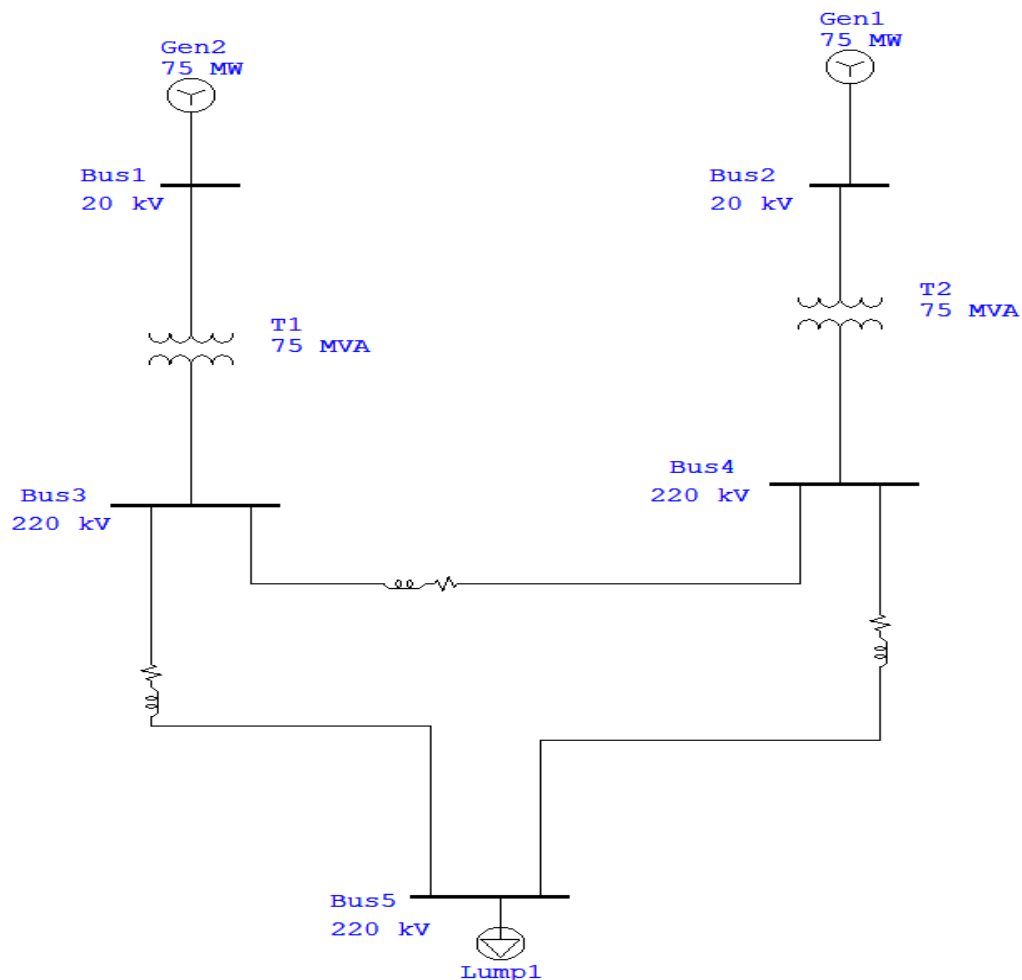 Gen2
75 MW
Gen1
75 MW
Bus1
20 kV
Bus2
20 kV
T1
75 MVA
T2
75 MVA
Bus3
220 kV
Bus4
220 kV
Bus5
220 kV
Lump1